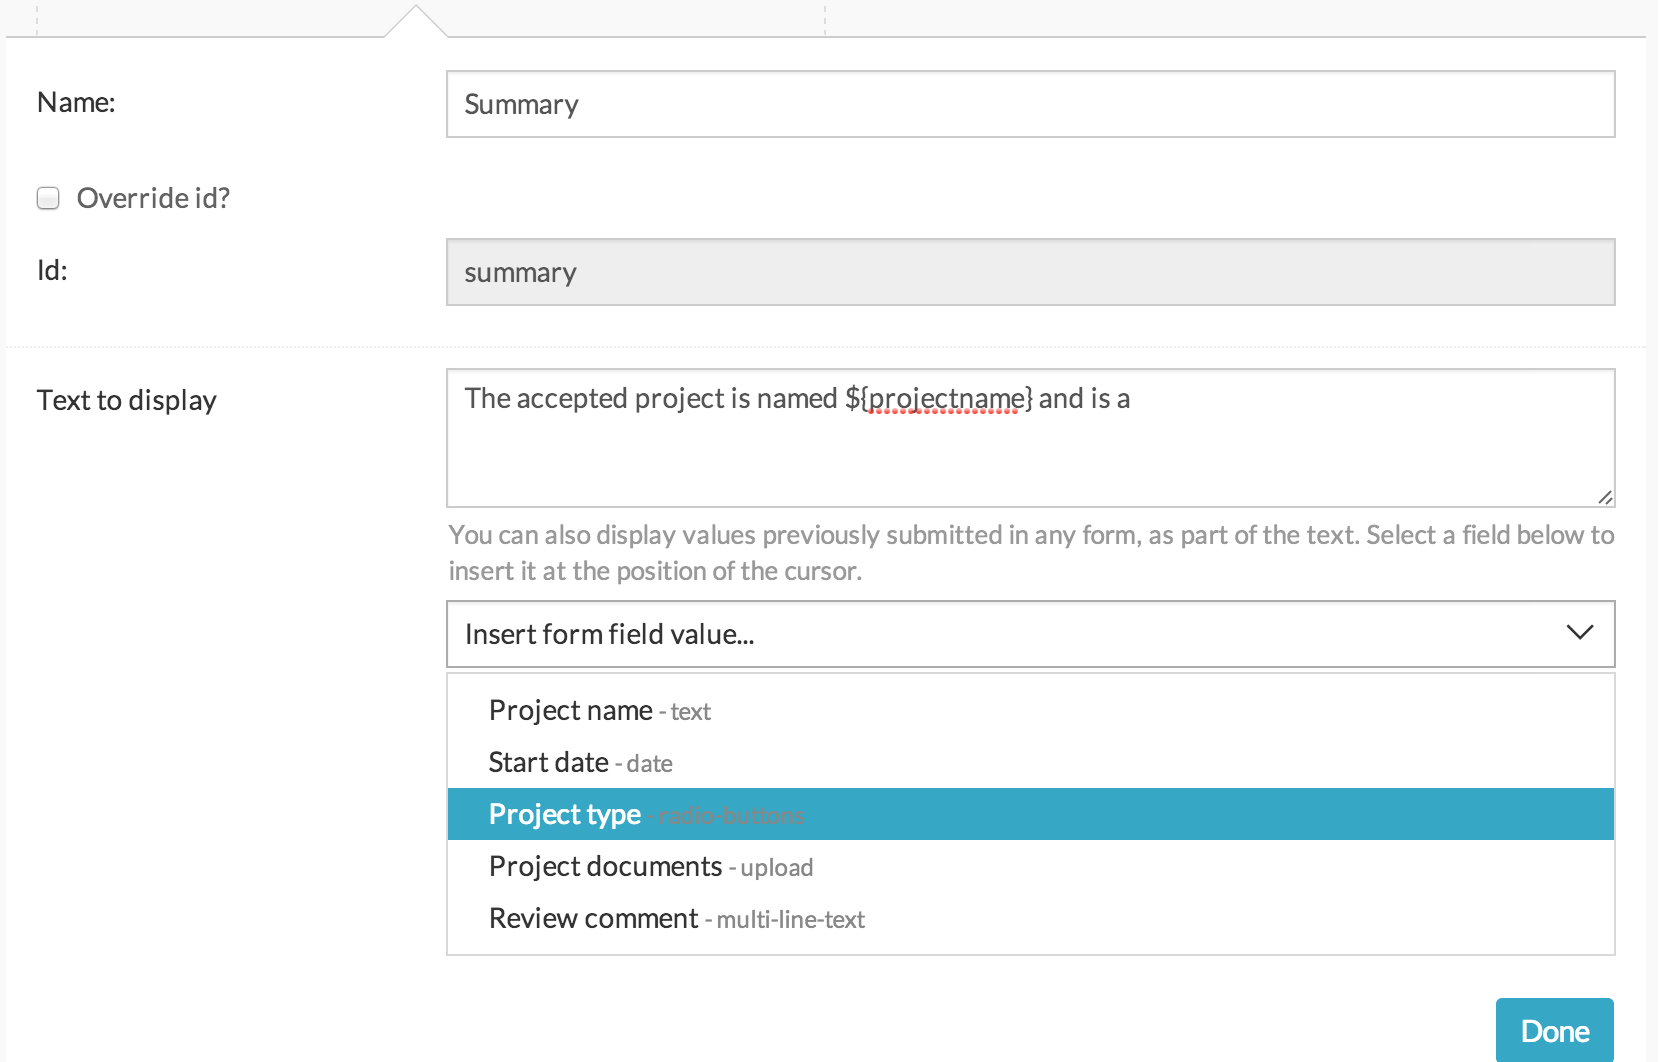 Name:
Summary
Override id?
Id:
summary
Text to display
The accepted project is named ${projectname} and is a
You can also display values previously submitted in any form, as part of the text. Select a field below to
insert it at the position of the cursor.
Insert form field value...
Project name - text
Start date - date
Project type - radio-buttons
Project documents - upload
Review comment - multi-line-text
Done